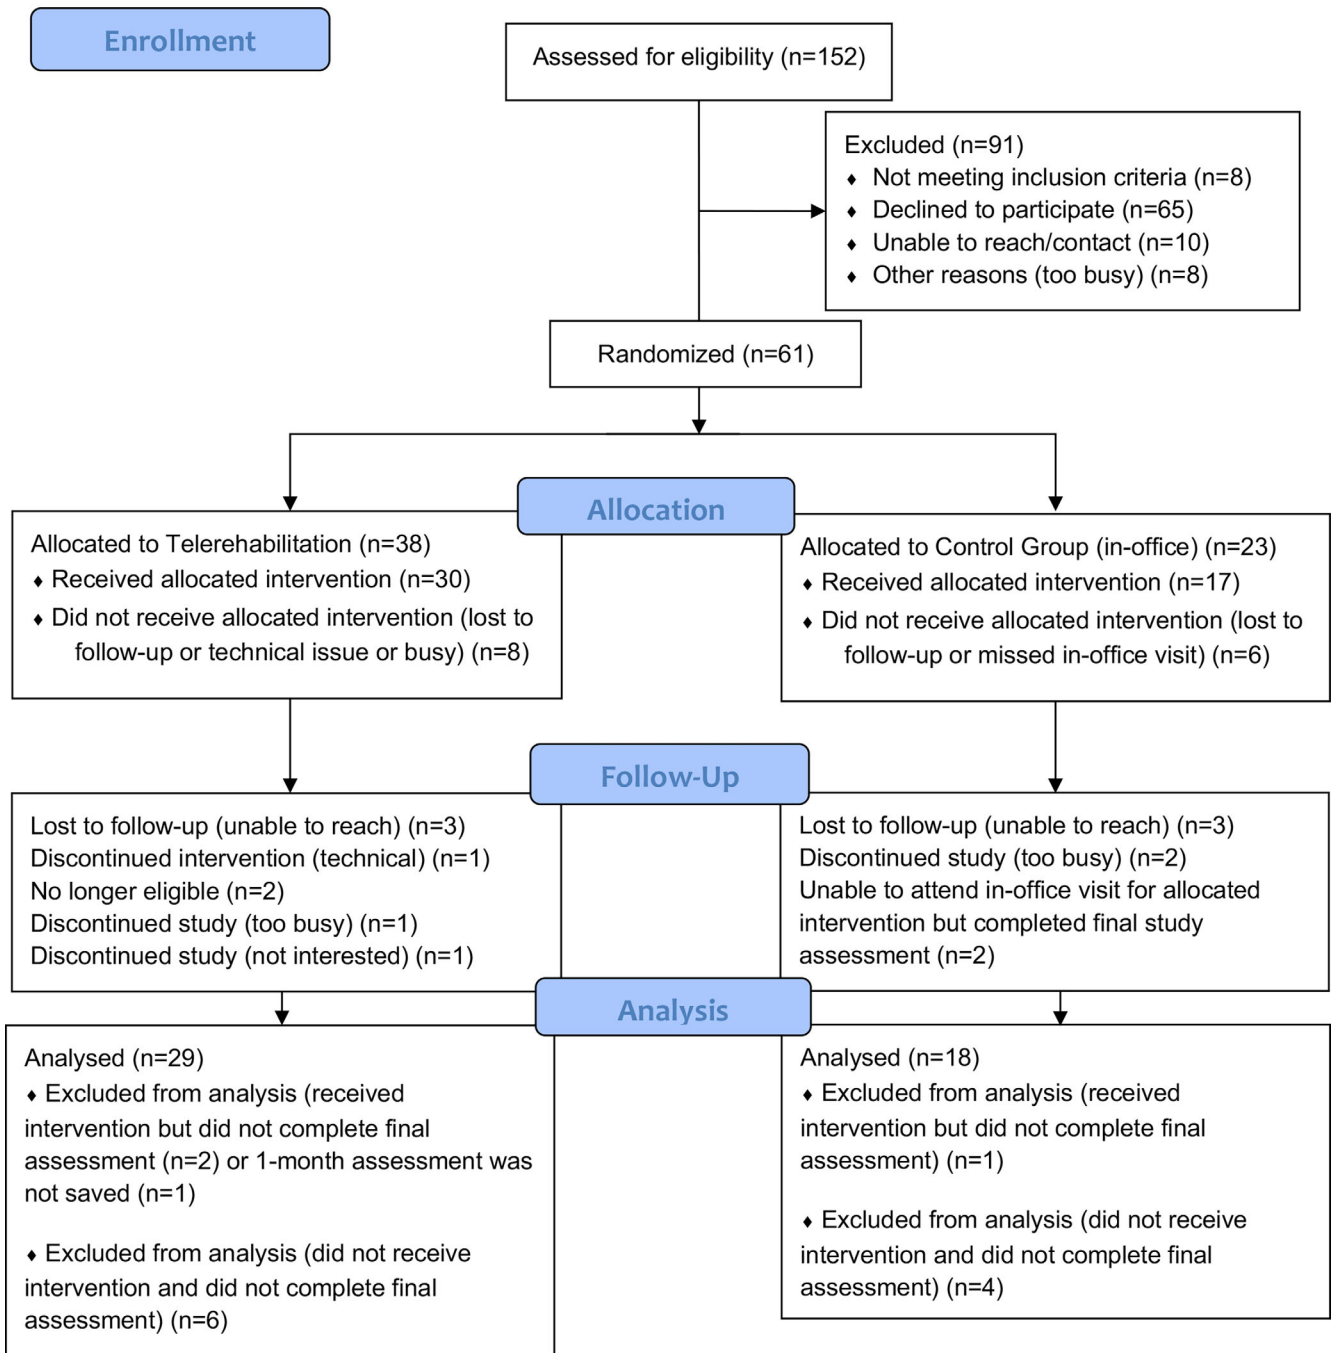 Enrollment
Assessed for eligibility (n=152)
Excluded (n=91)
♦ Not meeting inclusion criteria (n=8)
♦ Declined to participate (n=65)
♦ Unable to reach/contact (n=10)
♦ Other reasons (too busy) (n=8)
Randomized (n=61)
Allocation
Allocated to Telerehabilitation (n=38)
♦ Received allocated intervention (n=30)
♦ Did not receive allocated intervention (lost to
follow-up or technical issue or busy) (n=8)
Allocated to Control Group (in-office) (n=23)
♦ Received allocated intervention (n=17)
♦ Did not receive allocated intervention (lost to
follow-up or missed in-office visit) (n=6)
Follow-Up
Lost to follow-up (unable to reach) (n=3)
Discontinued intervention (technical) (n=1)
No longer eligible (n=2)
Discontinued study (too busy) (n=1)
Discontinued study (not interested) (n=1)
Lost to follow-up (unable to reach) (n=3)
Discontinued study (too busy) (n=2)
Unable to attend in-office visit for allocated
intervention but completed final study
assessment (n=2)
Analysis
Analysed (n=29)
♦ Excluded from analysis (received
intervention but did not complete final
assessment (n=2) or 1-month assessment was
not saved (n=1)
♦ Excluded from analysis (did not receive
intervention and did not complete final
assessment) (n=6)
Analysed (n=18)
♦ Excluded from analysis (received
intervention but did not complete final
assessment) (n=1)
♦ Excluded from analysis (did not receive
intervention and did not complete final
assessment) (n=4)